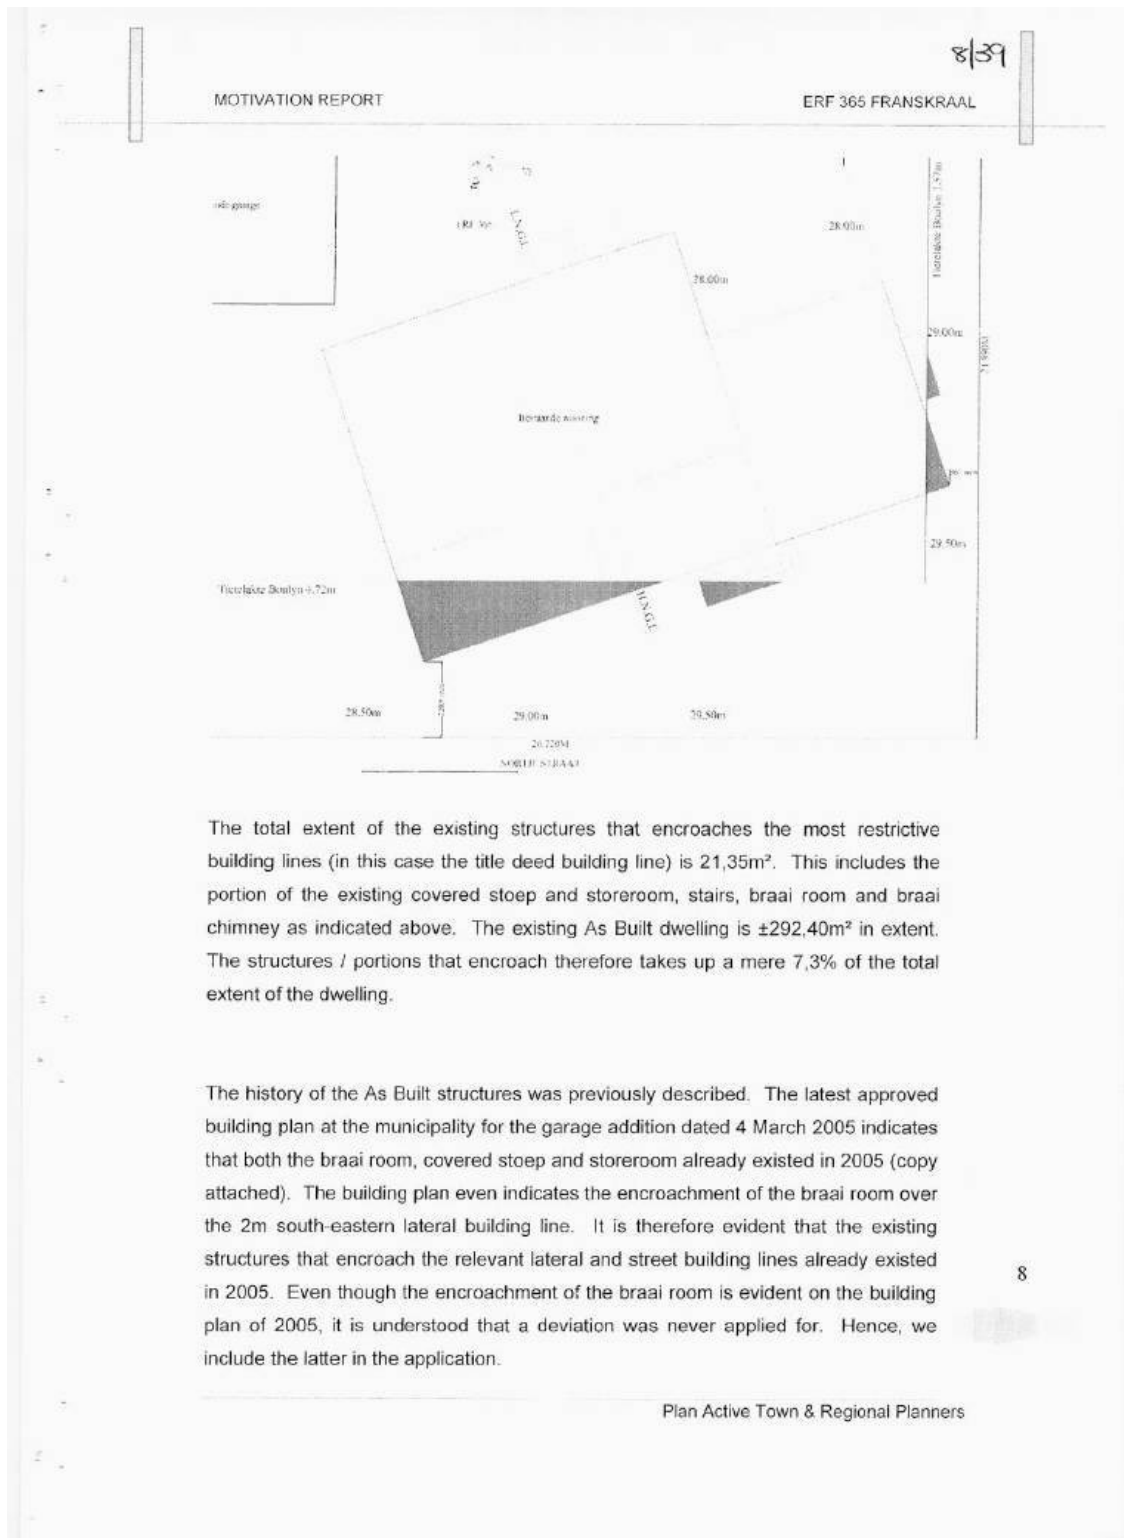 8/39
MOTIVATION REPORT
ERF 365 FRANSKRAAL
L.N.G.L.
28.00m
28.00m
29.00m
29.50m
H.N.G.L.
28.50m
29.00m
29.50m
NORTH STRAAT
The total extent of the existing structures that encroaches the most restrictive
building lines (in this case the title deed building line) is 21,35m². This includes the
portion of the existing covered stoep and storeroom, stairs, braai room and braai
chimney as indicated above. The existing As Built dwelling is ±292,40m² in extent.
The structures / portions that encroach therefore takes up a mere 7,3% of the total
extent of the dwelling.
The history of the As Built structures was previously described. The latest approved
building plan at the municipality for the garage addition dated 4 March 2005 indicates
that both the braai room, covered stoep and storeroom already existed in 2005 (copy
attached). The building plan even indicates the encroachment of the braai room over
the 2m south-eastern lateral building line. It is therefore evident that the existing
structures that encroach the relevant lateral and street building lines already existed
in 2005. Even though the encroachment of the braai room is evident on the building
plan of 2005, it is understood that a deviation was never applied for. Hence, we
include the latter in the application.
8
Plan Active Town & Regional Planners